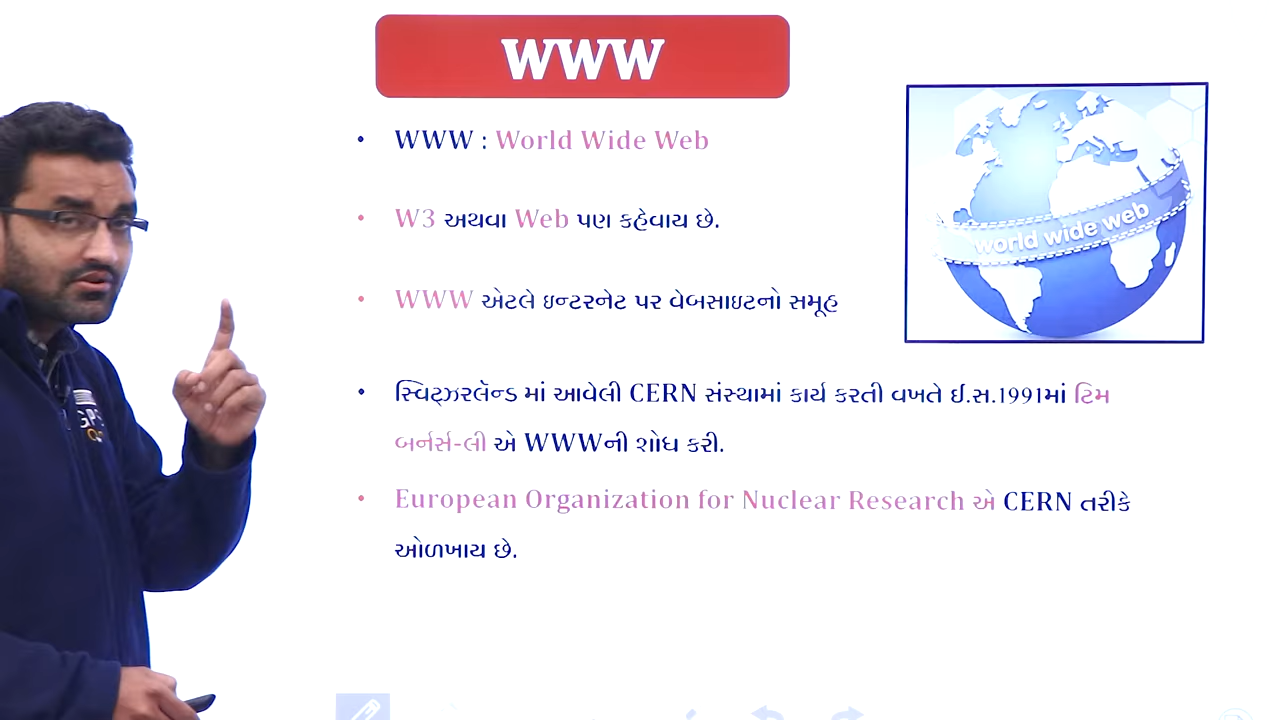 WWW
WWW : World Wide Web
W3 અથવા Web પણ કહેવાય છે.
WWW એટલે ઇન્ટરનેટ પર વેબસાઇટનો સમૂહ
world wide web
સ્વિટ્ઝરલૅન્ડ માં આવેલી CERN સંસ્થામાં કાર્ય કરતી વખતે ઈ.સ.1991માં ટિમ
બર્નર્સ-લી એ WWWની શોધ કરી.
European Organization for Nuclear Research એ CERN તરીકે
ઓળખાય છે.